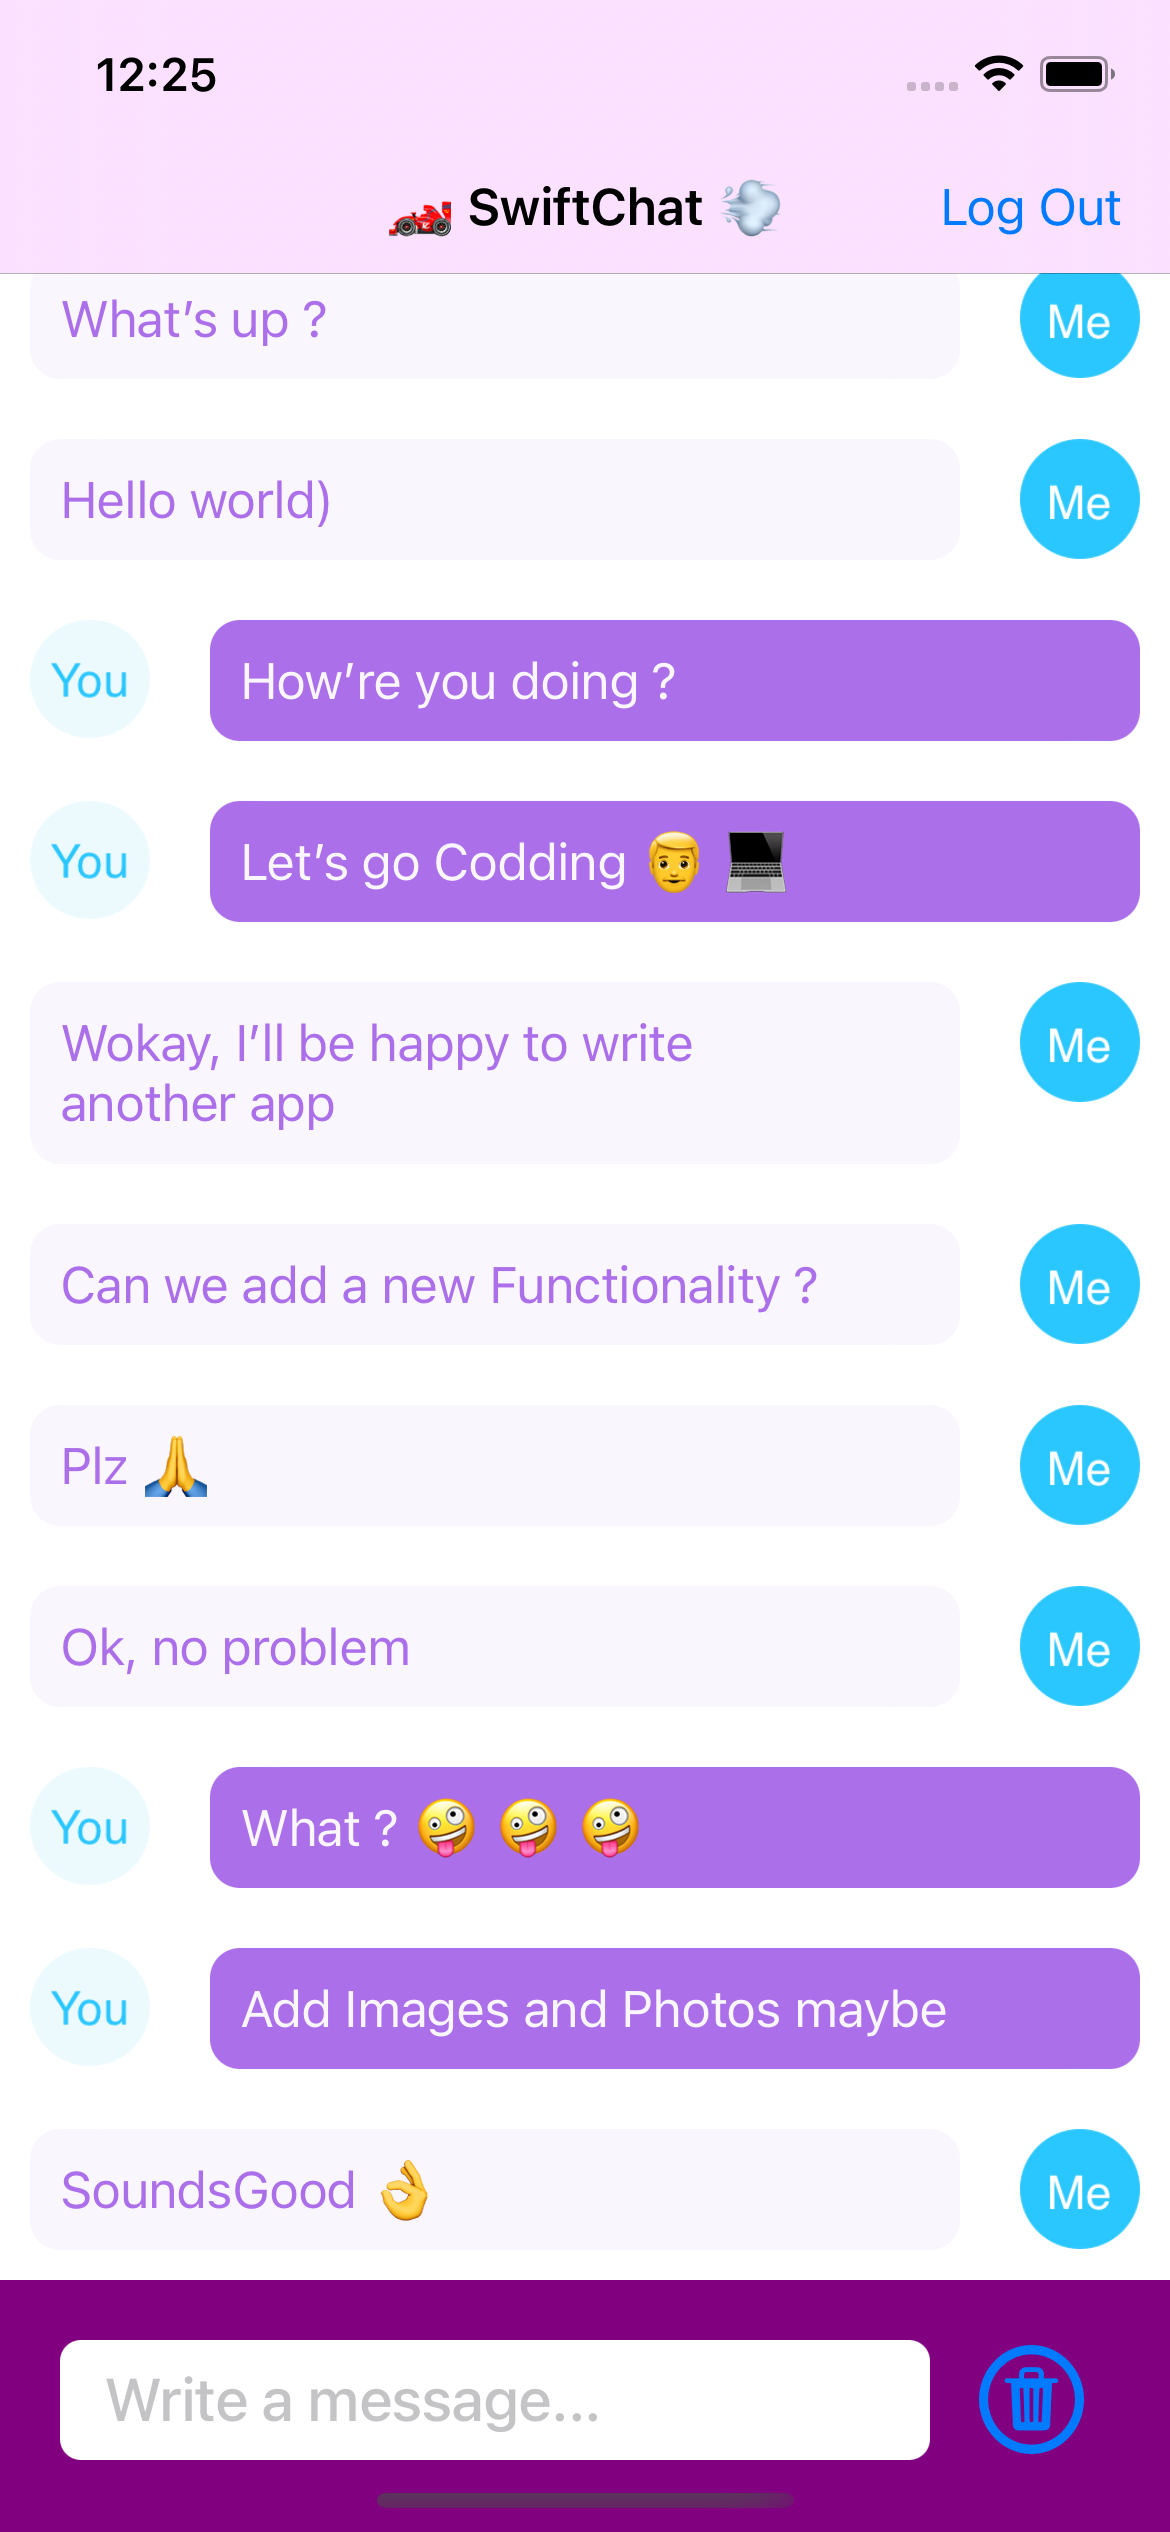 12:25
🏎️ SwiftChat 💨 Log Out
What’s up ? Me
Hello world) Me
You How’re you doing ?
You Let’s go Codding 👨 💻
Wokay, I’ll be happy to write Me
another app
Can we add a new Functionality ? Me
Plz 🙏 Me
Ok, no problem Me
You What ? 🤪 🤪 🤪
You Add Images and Photos maybe
SoundsGood 👌 Me
Write a message...